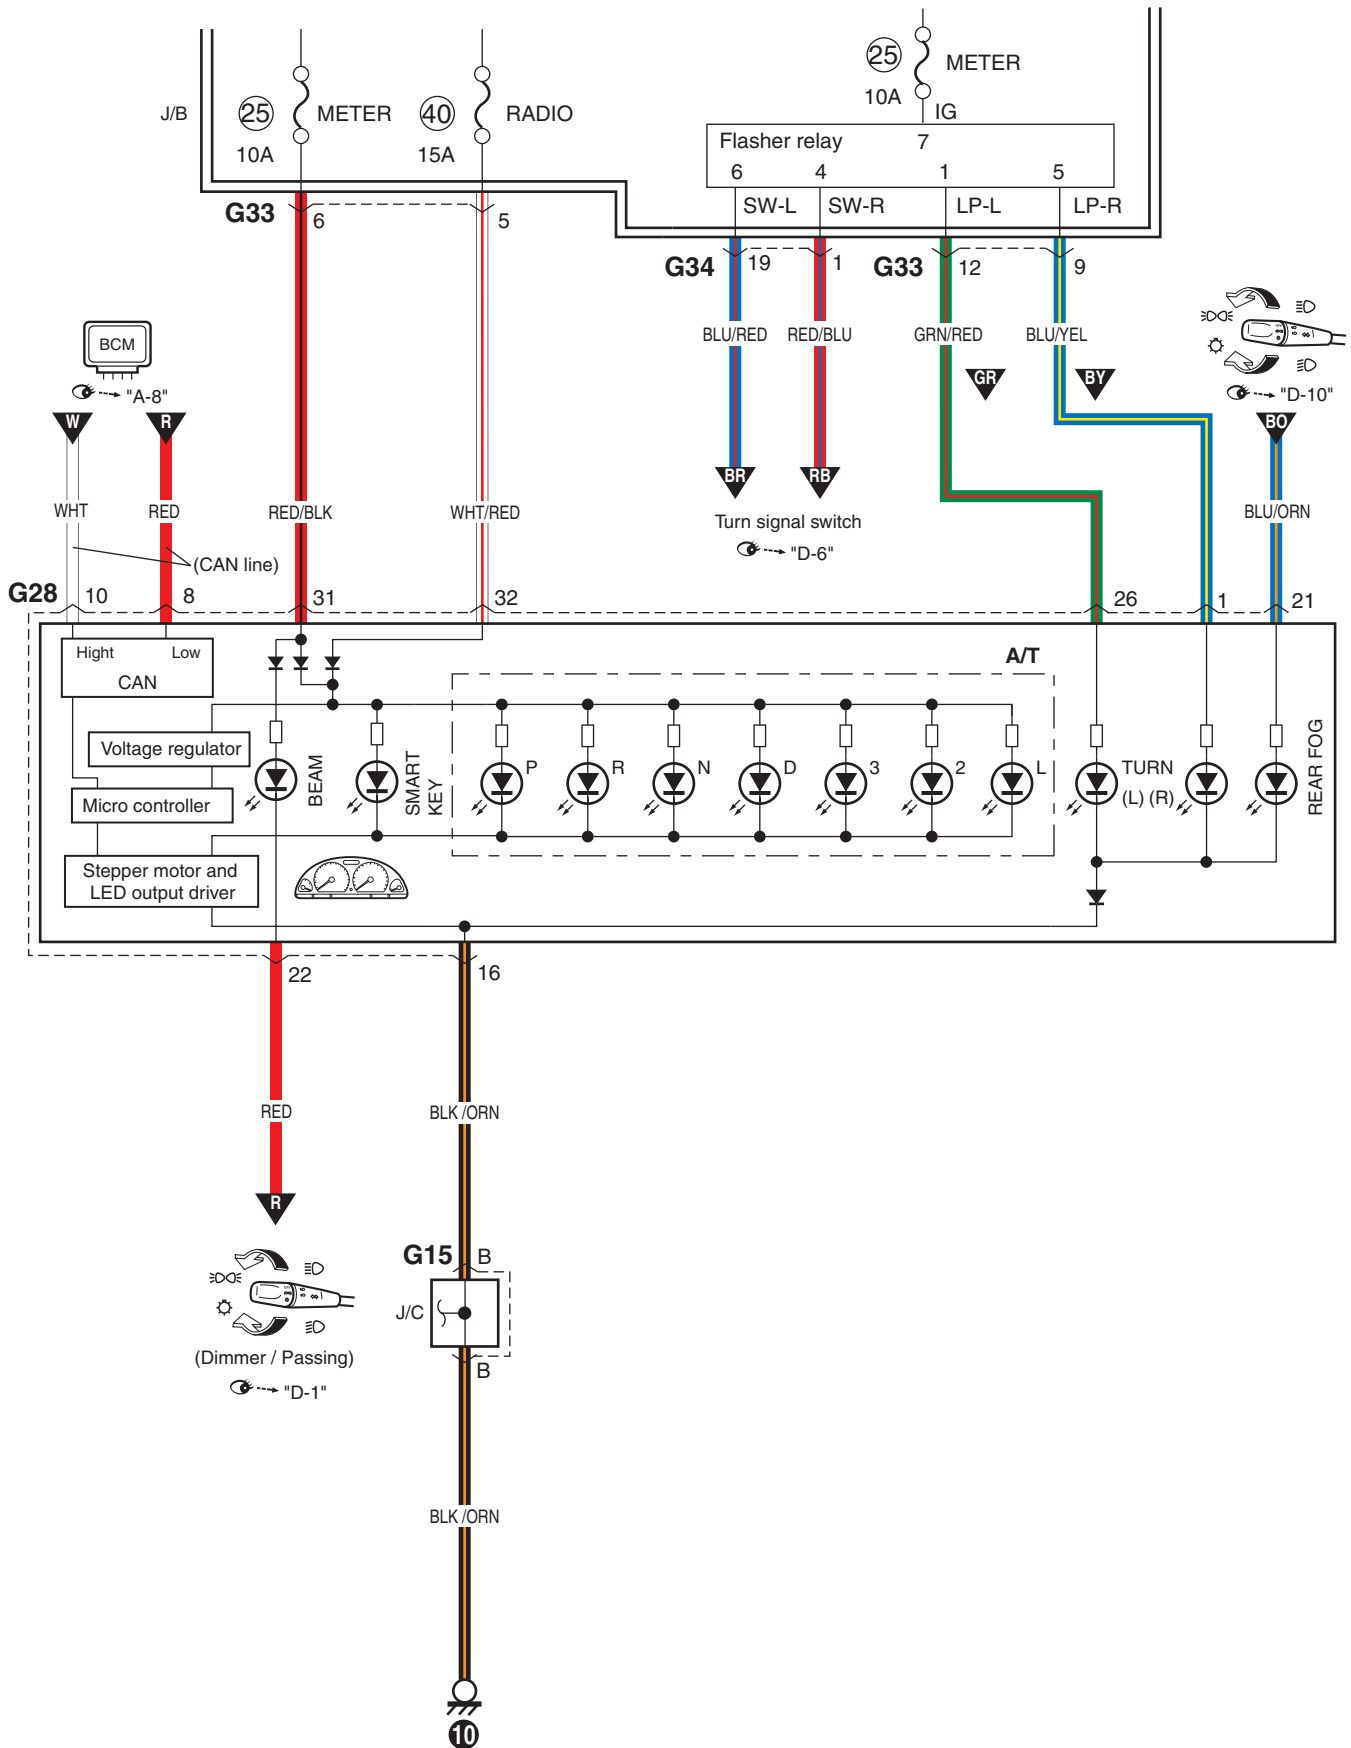 25
METER
10A
IG
J/B
25
METER
10A
40
RADIO
15A
Flasher relay
7
6
4
1
5
SW-L
SW-R
LP-L
LP-R
G33
6
5
G34
19
1
G33
12
9
BLU/RED
RED/BLU
GRN/RED
BLU/YEL
BCM
"A-8"
W
R
GR
BY
"D-10"
BO
BR
RB
WHT
RED
RED/BLK
WHT/RED
BLU/ORN
Turn signal switch
"D-6"
(CAN line)
G28
10
8
31
32
26
1
21
Hight
Low
CAN
A/T
Voltage regulator
Micro controller
Stepper motor and
LED output driver
BEAM
SMART
KEY
P
R
N
D
3
2
L
TURN
(L) (R)
REAR FOG
22
16
RED
BLK /ORN
R
G15
B
J/C
B
(Dimmer / Passing)
"D-1"
BLK /ORN
10